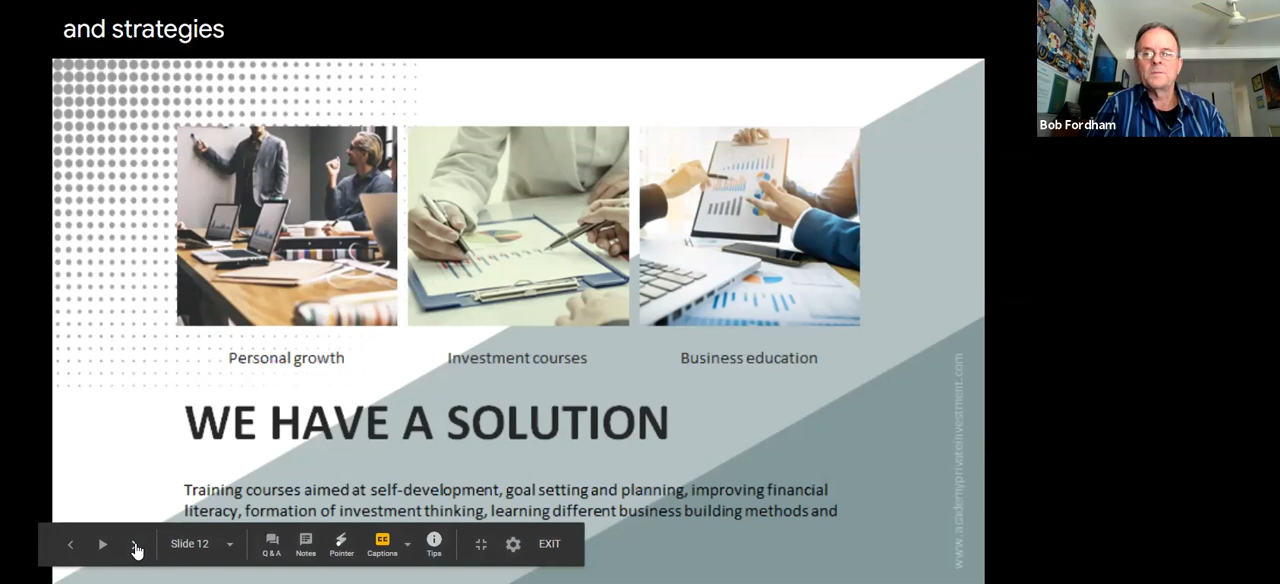 and strategies
Bob Fordham
Personal growth
Investment courses
Business education
WE HAVE A SOLUTION
Training courses aimed at self-development, goal setting and planning, improving financial
literacy, formation of investment thinking, learning different business building methods and
www.academyprivateinvestment.com
Slide 12
Q & A
Notes
Pointer
CC
Captions
Tips
EXIT